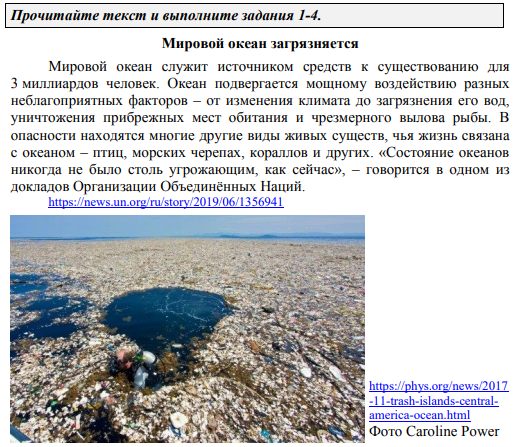 Прочитайте текст и выполните задания 1-4.
Мировой океан загрязняется
Мировой океан служит источником средств к существованию для
3 миллиардов человек. Океан подвергается мощному воздействию разных
неблагоприятных факторов – от изменения климата до загрязнения его вод,
уничтожения прибрежных мест обитания и чрезмерного вылова рыбы. В
опасности находятся многие другие виды живых существ, чья жизнь связана
с океаном – птиц, морских черепах, кораллов и других. «Состояние океанов
никогда не было столь угрожающим, как сейчас», – говорится в одном из
докладов Организации Объединённых Наций.
https://news.un.org/ru/story/2019/06/1356941
https://phys.org/news/2017
-11-trash-islands-central-
america-ocean.html
Фото Caroline Power